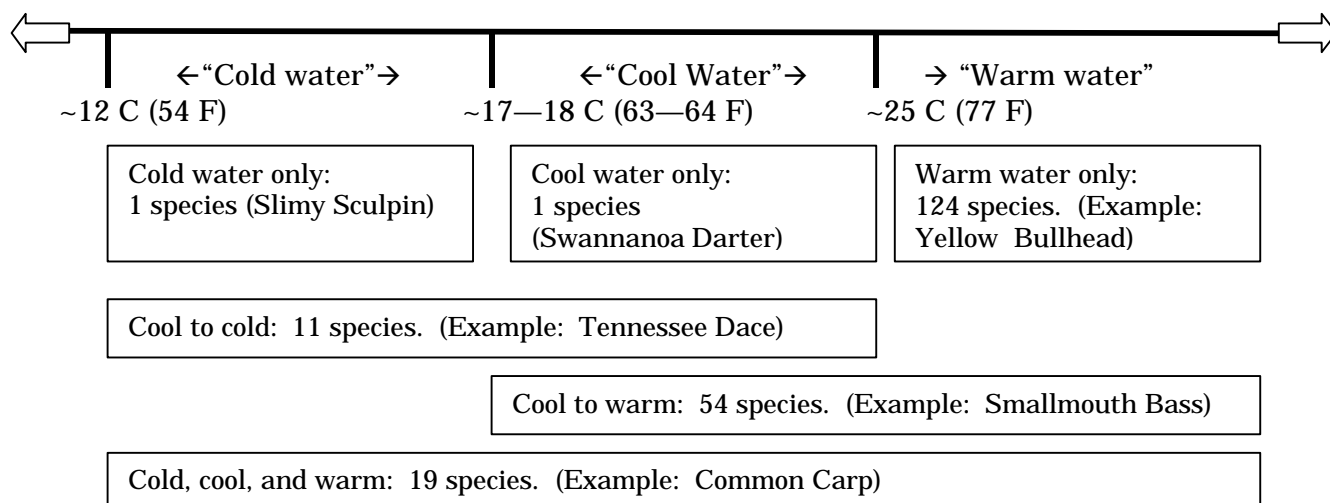 ←“Cold water”→ ←“Cool Water”→ → “Warm water”
~12 C (54 F) ~17—18 C (63—64 F) ~25 C (77 F)
Cold water only:
1 species (Slimy Sculpin)
Cool water only:
1 species
(Swannanoa Darter)
Warm water only:
124 species.  (Example:
Yellow  Bullhead)
Cool to cold:  11 species.  (Example:  Tennessee Dace)
Cool to warm:  54 species.  (Example:  Smallmouth Bass)
Cold, cool, and warm:  19 species.  (Example:  Common Carp)